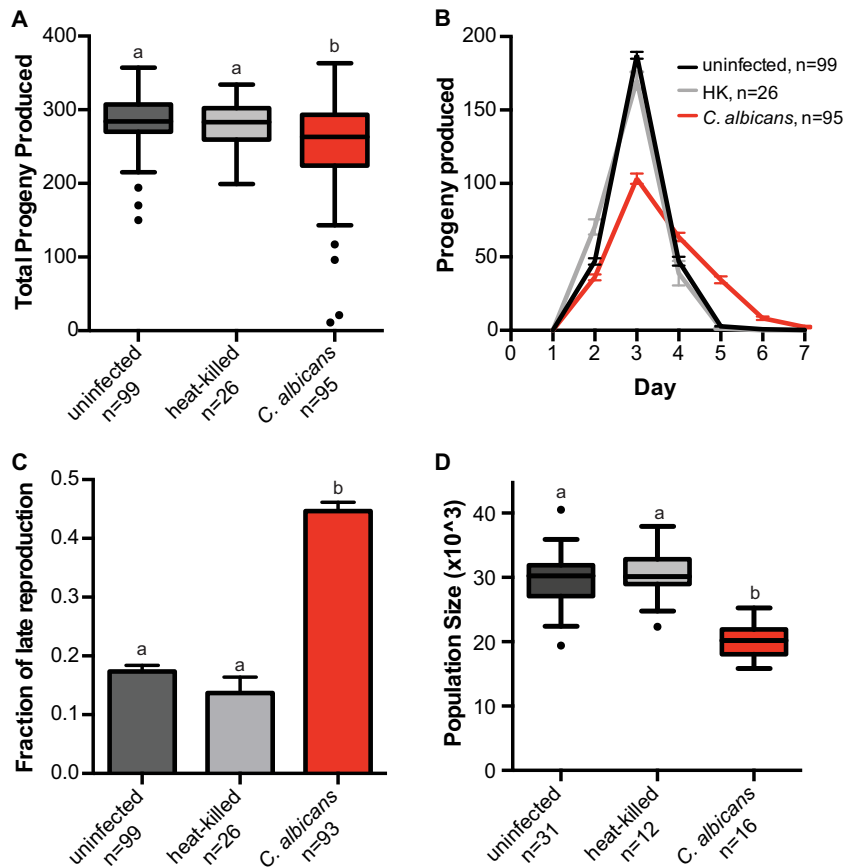 A
Total Progeny Produced
400
300
200
100
0
a
a
b
uninfected
n=99
heat-killed
n=26
C. albicans
n=95
B
Progeny produced
200
150
100
50
0
uninfected, n=99
HK, n=26
C. albicans, n=95
0 1 2 3 4 5 6 7
Day
C
Fraction of late reproduction
0.5
0.4
0.3
0.2
0.1
0.0
a
a
b
uninfected
n=99
heat-killed
n=26
C. albicans
n=93
D
Population Size (x10^3)
40
30
20
10
0
a
a
b
uninfected
n=31
heat-killed
n=12
C. albicans
n=16